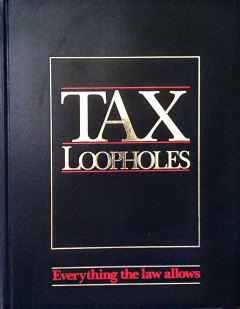 TAX
LOOPHOLES
Everything the law allows